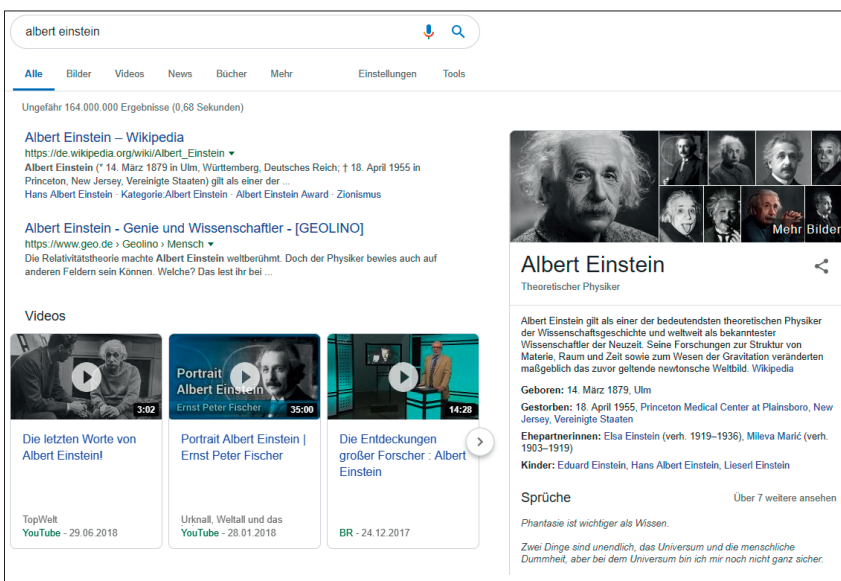 albert einstein
Alle Bilder Videos News Bücher Mehr Einstellungen Tools
Ungefähr 164.000.000 Ergebnisse (0,68 Sekunden)
Albert Einstein – Wikipedia
https://de.wikipedia.org/wiki/Albert_Einstein
Albert Einstein (* 14. März 1879 in Ulm, Württemberg, Deutsches Reich; † 18. April 1955 in
Princeton, New Jersey, Vereinigte Staaten) gilt als einer der ...
Hans Albert Einstein · Kategorie:Albert Einstein · Albert Einstein Award · Zionismus
Albert Einstein - Genie und Wissenschaftler - [GEOLINO]
https://www.geo.de › Geolino › Mensch
Die Relativitätstheorie machte Albert Einstein weltberühmt. Doch der Physiker bewies auch auf
anderen Feldern sein Können. Welche? Das lest ihr bei ...
Videos
3:02
Die letzten Worte von
Albert Einstein!
TopWelt
YouTube - 29.06.2018
Portrait
Albert Einstein
Ernst Peter Fischer
35:00
Portrait Albert Einstein |
Ernst Peter Fischer
Urknall, Weltall und das
YouTube - 28.01.2018
14:28
Die Entdeckungen
großer Forscher : Albert
Einstein
BR - 24.12.2017
Mehr Bilder
Albert Einstein
Theoretischer Physiker
Albert Einstein gilt als einer der bedeutendsten theoretischen Physiker
der Wissenschaftsgeschichte und weltweit als bekanntester
Wissenschaftler der Neuzeit. Seine Forschungen zur Struktur von
Materie, Raum und Zeit sowie zum Wesen der Gravitation veränderten
maßgeblich das zuvor geltende newtonsche Weltbild. Wikipedia
Geboren: 14. März 1879, Ulm
Gestorben: 18. April 1955, Princeton Medical Center at Plainsboro, New
Jersey, Vereinigte Staaten
Ehepartnerinnen: Elsa Einstein (verh. 1919–1936), Mileva Marić (verh.
1903–1919)
Kinder: Eduard Einstein, Hans Albert Einstein, Lieserl Einstein
Sprüche Über 7 weitere ansehen
Phantasie ist wichtiger als Wissen.
Zwei Dinge sind unendlich, das Universum und die menschliche
Dummheit, aber bei dem Universum bin ich mir noch nicht ganz sicher.